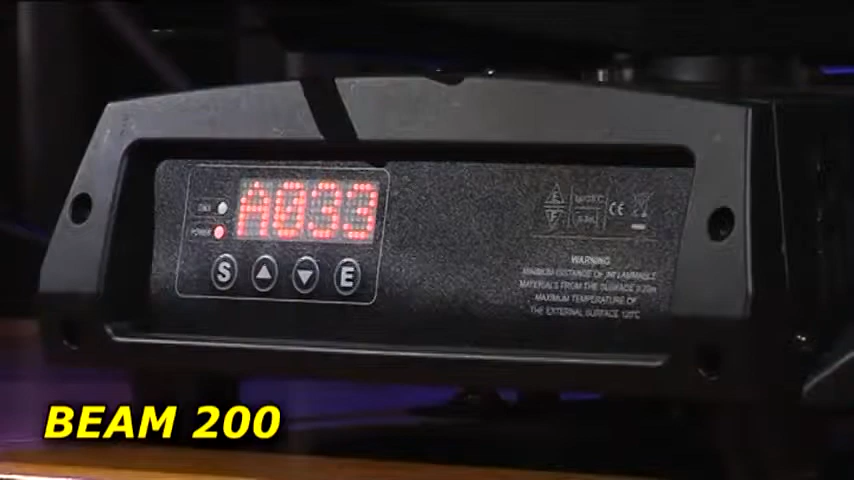 A033
DMX
POWER
S
E
F
CE
WARNING
MINIMUM DISTANCE OF INFLAMMABLE
MATERIALS FROM THE SURFACE 0.20m
MAXIMUM TEMPERATURE OF
THE EXTERNAL SURFACE 120°C
BEAM 200